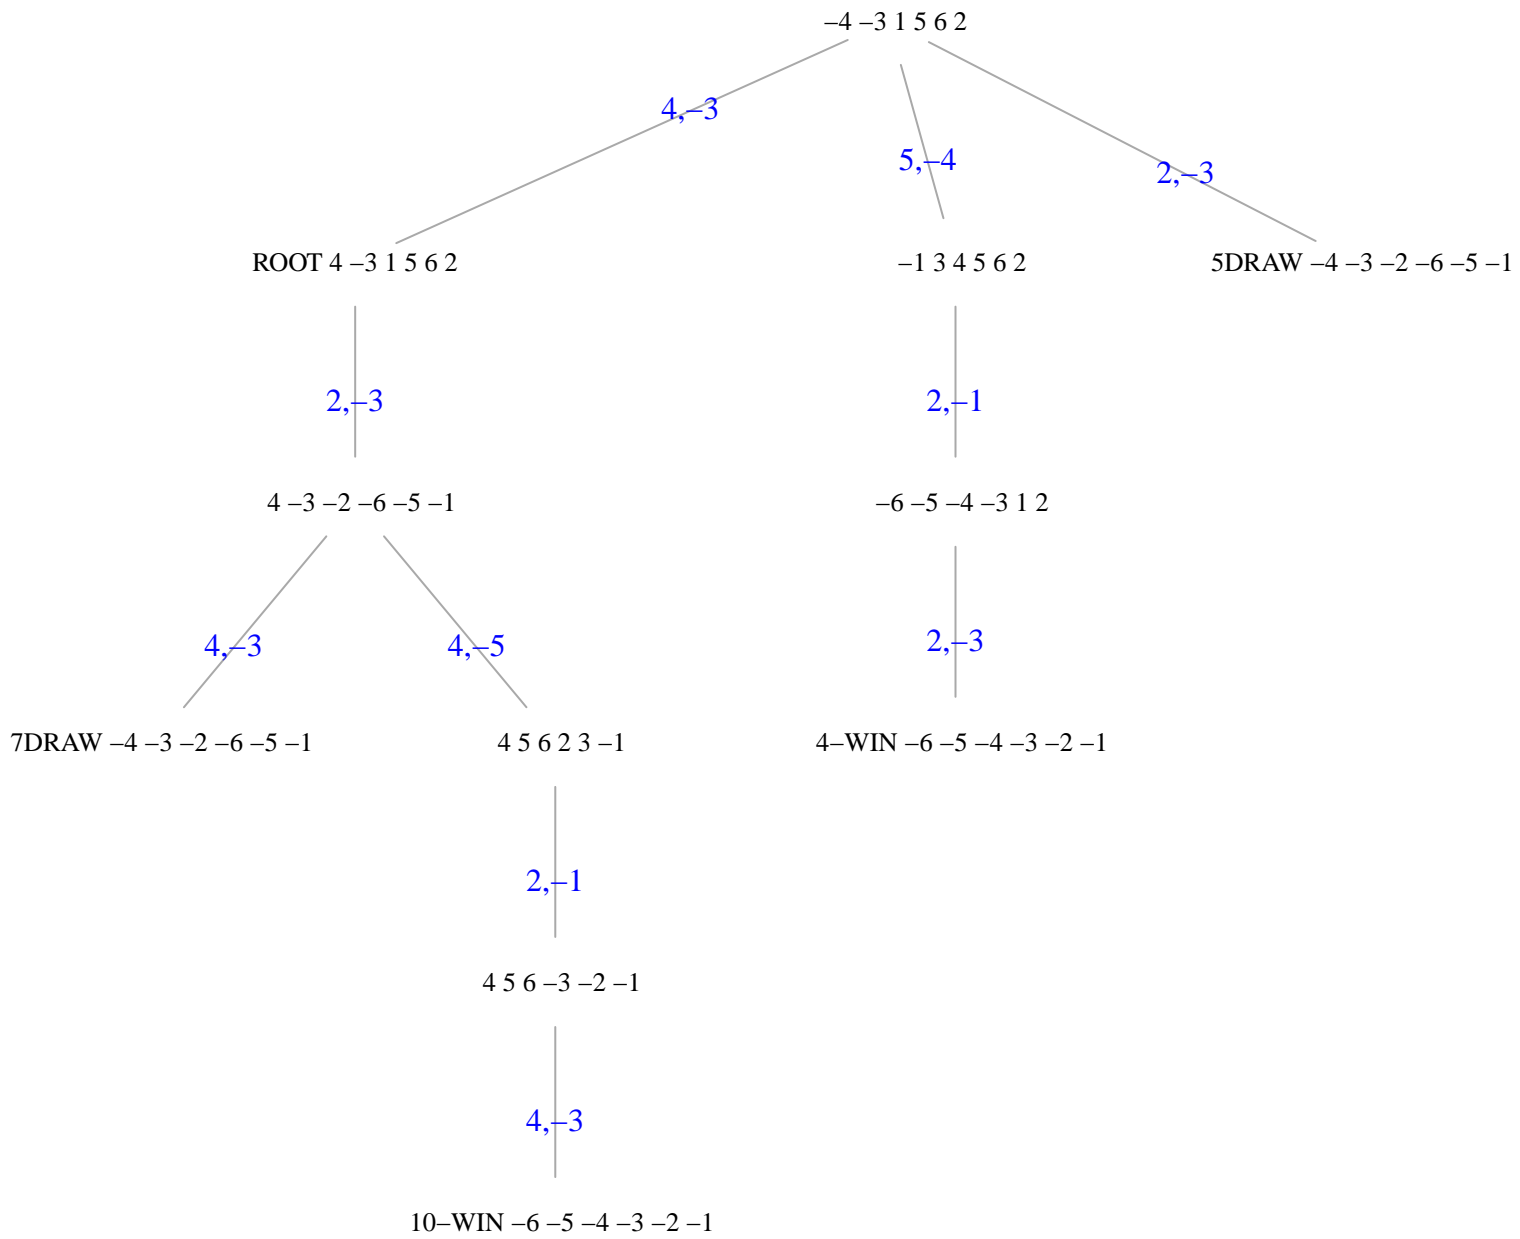 –4 –3 1 5 6 2
4,–3
5,–4
2,–3
ROOT 4 –3 1 5 6 2
–1 3 4 5 6 2
5DRAW –4 –3 –2 –6 –5 –1
2,–3
2,–1
4 –3 –2 –6 –5 –1
–6 –5 –4 –3 1 2
4,–3
4,–5
2,–3
7DRAW –4 –3 –2 –6 –5 –1
4 5 6 2 3 –1
4–WIN –6 –5 –4 –3 –2 –1
2,–1
4 5 6 –3 –2 –1
4,–3
10–WIN –6 –5 –4 –3 –2 –1